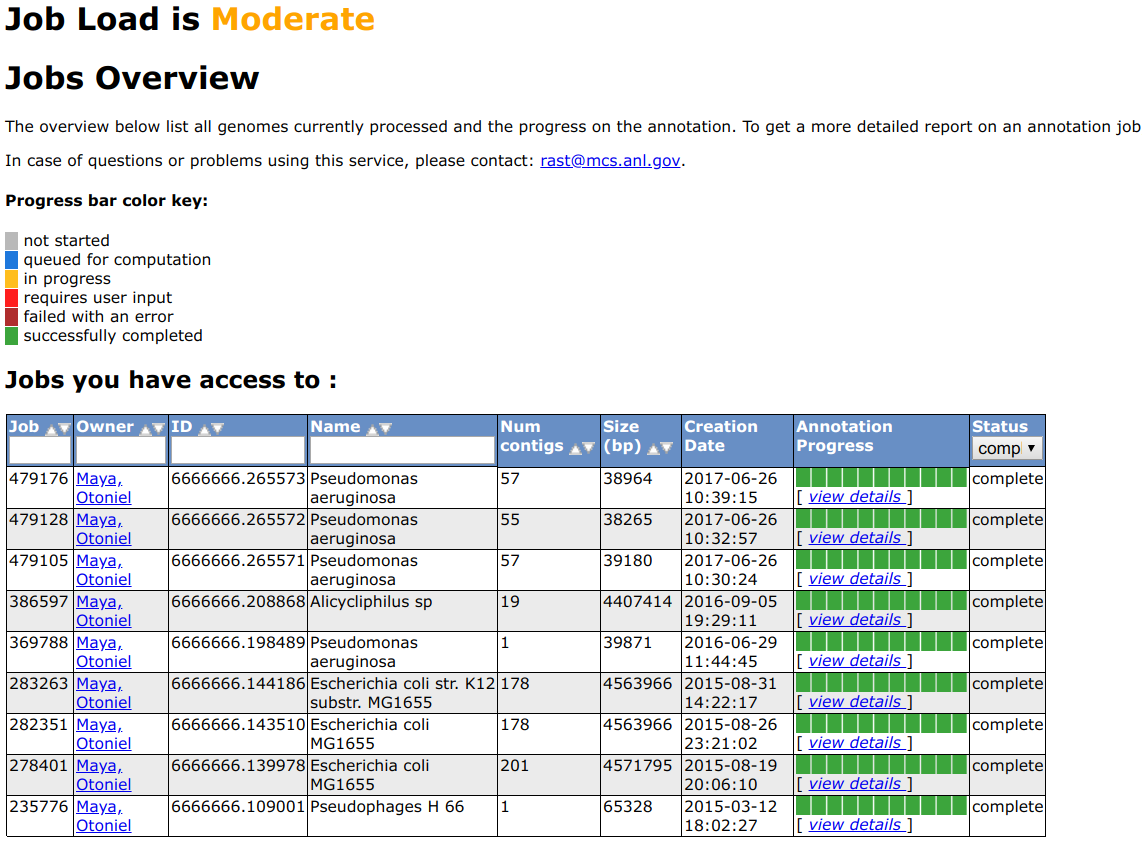 Job Load is Moderate
Jobs Overview
The overview below list all genomes currently processed and the progress on the annotation. To get a more detailed report on an annotation job
In case of questions or problems using this service, please contact: rast@mcs.anl.gov.
Progress bar color key:
not started
queued for computation
in progress
requires user input
failed with an error
successfully completed
Jobs you have access to :
Job Owner ID Name Num contigs Size (bp) Creation Date Annotation Progress Status
comp
479176 Maya, Otoniel 6666666.265573 Pseudomonas aeruginosa 57 38964 2017-06-26 10:39:15 [ view details ] complete
479128 Maya, Otoniel 6666666.265572 Pseudomonas aeruginosa 55 38265 2017-06-26 10:32:57 [ view details ] complete
479105 Maya, Otoniel 6666666.265571 Pseudomonas aeruginosa 57 39180 2017-06-26 10:30:24 [ view details ] complete
386597 Maya, Otoniel 6666666.208868 Alicycliphilus sp 19 4407414 2016-09-05 19:29:11 [ view details ] complete
369788 Maya, Otoniel 6666666.198489 Pseudomonas aeruginosa 1 39871 2016-06-29 11:44:45 [ view details ] complete
283263 Maya, Otoniel 6666666.144186 Escherichia coli str. K12 substr. MG1655 178 4563966 2015-08-31 14:22:17 [ view details ] complete
282351 Maya, Otoniel 6666666.143510 Escherichia coli MG1655 178 4563966 2015-08-26 23:21:02 [ view details ] complete
278401 Maya, Otoniel 6666666.139978 Escherichia coli MG1655 201 4571795 2015-08-19 20:06:10 [ view details ] complete
235776 Maya, Otoniel 6666666.109001 Pseudophages H 66 1 65328 2015-03-12 18:02:27 [ view details ] complete